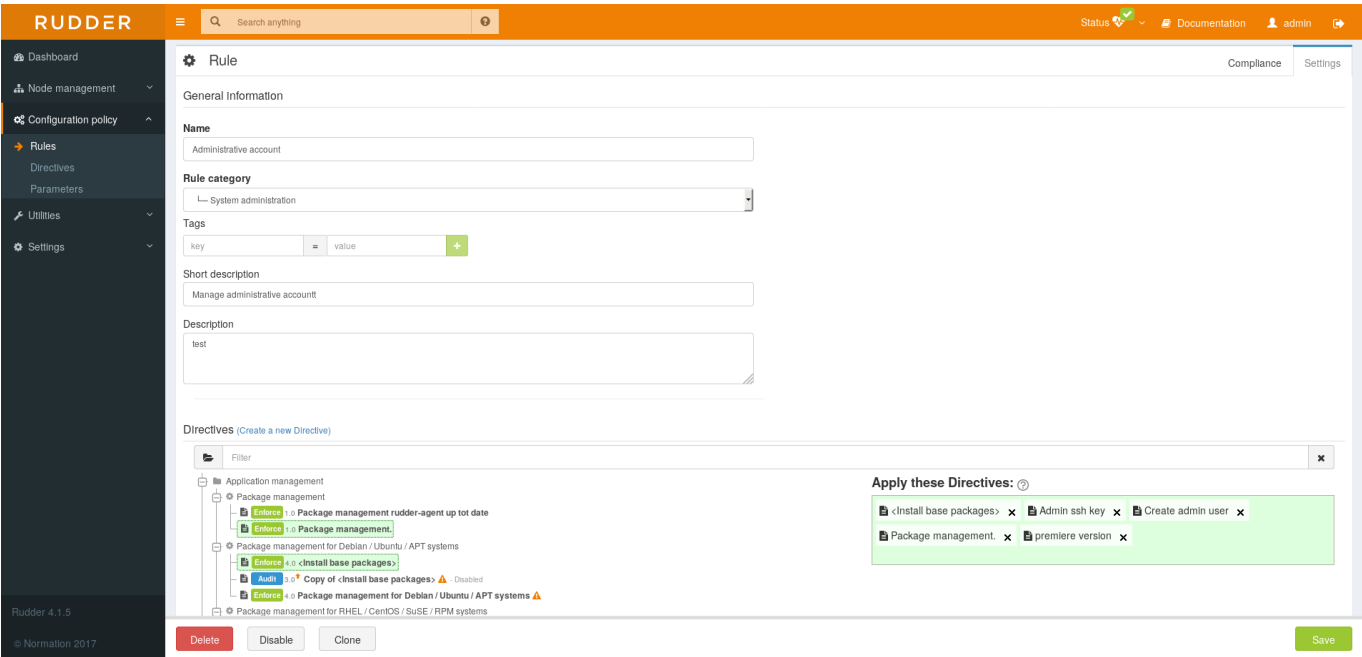 RUDDER
Search anything
Status
Documentation
admin
Dashboard
Node management
Configuration policy
Rules
Directives
Parameters
Utilities
Settings
Rudder 4.1.5
© Normation 2017
Rule
Compliance
Settings
General information
Name
Administrative account
Rule category
└─ System administration
Tags
key = value +
Short description
Manage administrative accountt
Description
test
Directives (Create a new Directive)
Filter
Application management
Package management
Enforce 1.0 Package management rudder-agent up tot date
Enforce 1.0 Package management.
Package management for Debian / Ubuntu / APT systems
Enforce 4.0 <Install base packages>
Audit 3.0 Copy of <Install base packages> - Disabled
Enforce 4.0 Package management for Debian / Ubuntu / APT systems
Package management for RHEL / CentOS / SuSE / RPM systems
Apply these Directives:
<Install base packages> Admin ssh key Create admin user
Package management. premiere version
Delete
Disable
Clone
Save